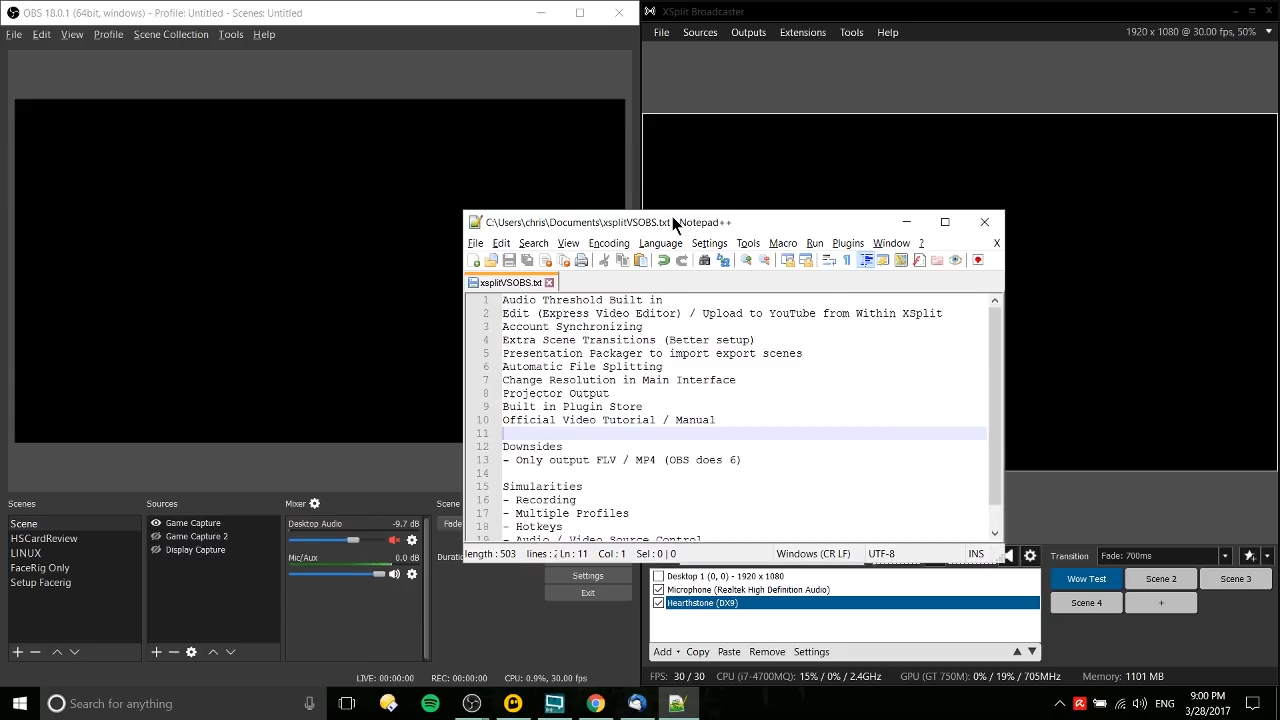 OBS 18.0.1 (64bit, windows) - Profile: Untitled - Scenes: Untitled
File Edit View Profile Scene Collection Tools Help
XSplit Broadcaster
File Sources Outputs Extensions Tools Help
1920 x 1080 @ 30.00 fps, 50%
C:\Users\chris\Documents\xsplitVSOBS.txt - Notepad++
File Edit Search View Encoding Language Settings Tools Macro Run Plugins Window ? X
xsplitVSOBS.txt
1 Audio Threshold Built in
2 Edit (Express Video Editor) / Upload to YouTube from Within XSplit
3 Account Synchronizing
4 Extra Scene Transitions (Better setup)
5 Presentation Packager to import export scenes
6 Automatic File Splitting
7 Change Resolution in Main Interface
8 Projector Output
9 Built in Plugin Store
10 Official Video Tutorial / Manual
11
12 Downsides
13 - Only output FLV / MP4 (OBS does 6)
14
15 Simularities
16 - Recording
17 - Multiple Profiles
18 - Hotkeys
- Audio / Video Source Control
length : 503 lines: 2 Ln : 11 Col : 1 Sel : 0 | 0 Windows (CR LF) UTF-8 INS
Scenes
Scene
HSCardReview
LINUX
FaceRig Only
Setup Facerig
Sources
Game Capture
Game Capture 2
Display Capture
Mixer
Desktop Audio -9.7 dB
Mic/Aux 0.0 dB
Scene
Fade
Duratio
Settings
Exit
LIVE: 00:00:00 REC: 00:00:00 CPU: 0.9%, 30.00 fps
Desktop 1 (0, 0) - 1920 x 1080
Microphone (Realtek High Definition Audio)
Hearthstone (DX9)
Add Copy Paste Remove Settings
Transition Fade: 700ms
Wow Test Scene 2 Scene 3
Scene 4 +
FPS: 30 / 30 CPU (i7-4700MQ): 15% / 0% / 2.4GHz GPU (GT 750M): 0% / 19% / 705MHz Memory: 1101 MB
Search for anything
ENG
9:00 PM
3/28/2017